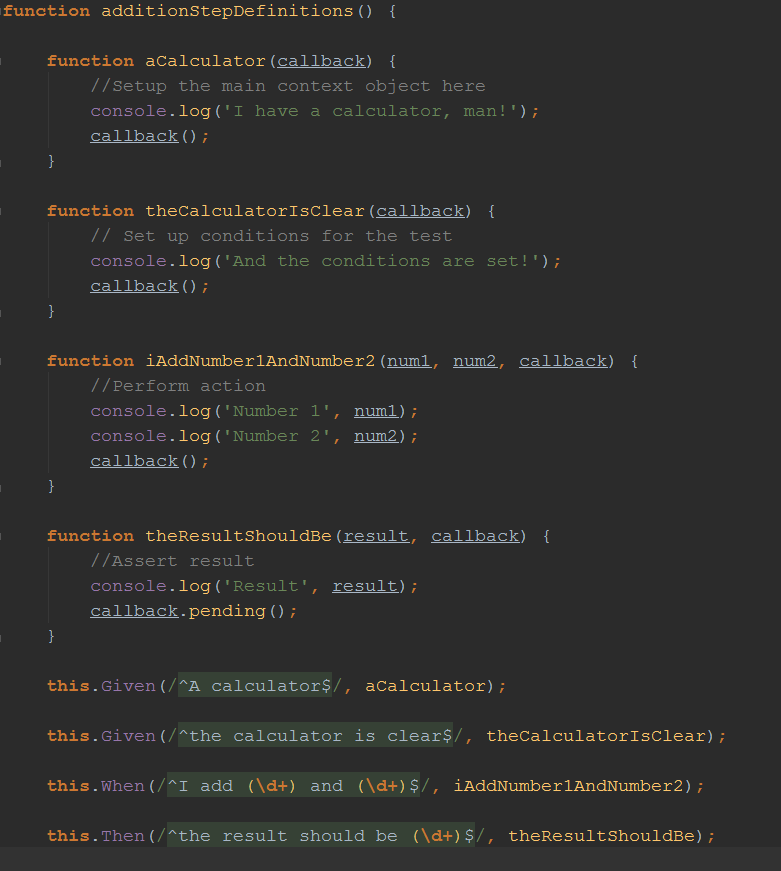 function additionStepDefinitions() {
function aCalculator(callback) {
//Setup the main context object here
console.log('I have a calculator, man!');
callback();
}
function theCalculatorIsClear(callback) {
// Set up conditions for the test
console.log('And the conditions are set!');
callback();
}
function iAddNumber1AndNumber2(num1, num2, callback) {
//Perform action
console.log('Number 1', num1);
console.log('Number 2', num2);
callback();
}
function theResultShouldBe(result, callback) {
//Assert result
console.log('Result', result);
callback.pending();
}
this.Given(/^A calculator$/, aCalculator);
this.Given(/^the calculator is clear$/, theCalculatorIsClear);
this.When(/^I add (\d+) and (\d+)$/, iAddNumber1AndNumber2);
this.Then(/^the result should be (\d+)$/, theResultShouldBe);